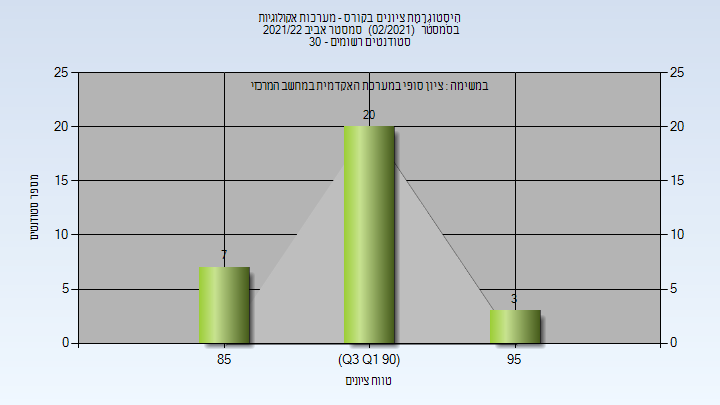 הִיסְטוֹגְרָמַת ציונים בקורס - מערכות אקולוגיות
בסמסטר (02/2021) סמסטר אביב 2021/22
סטודנטים רשומים - 30
במשימה : ציון סופי במערכת האקדמית במחשב המרכזי
25 25
20 20
15 15
10 10
5 5
0 0
7
20
3
מספר סטודנטים
85 (Q3 Q1 90) 95
טווח ציונים